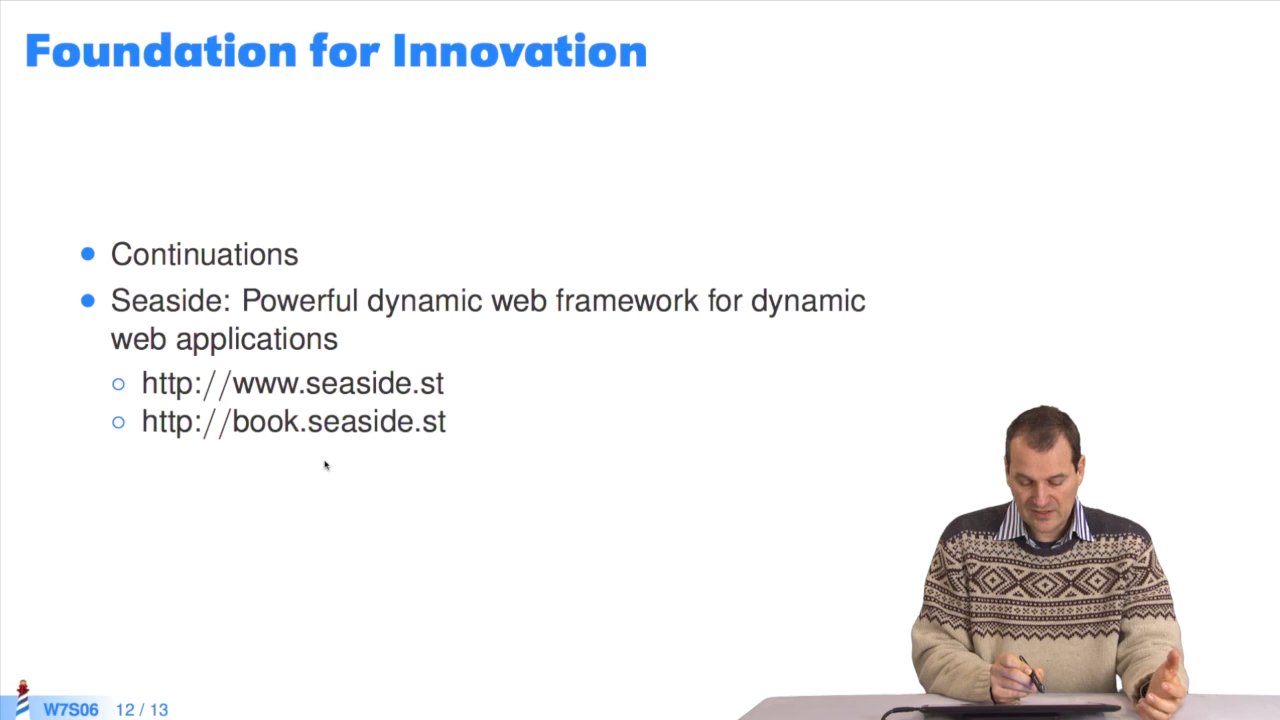 Foundation for Innovation
Continuations
Seaside: Powerful dynamic web framework for dynamic
web applications
http://www.seaside.st
http://book.seaside.st
W7S06 12 / 13